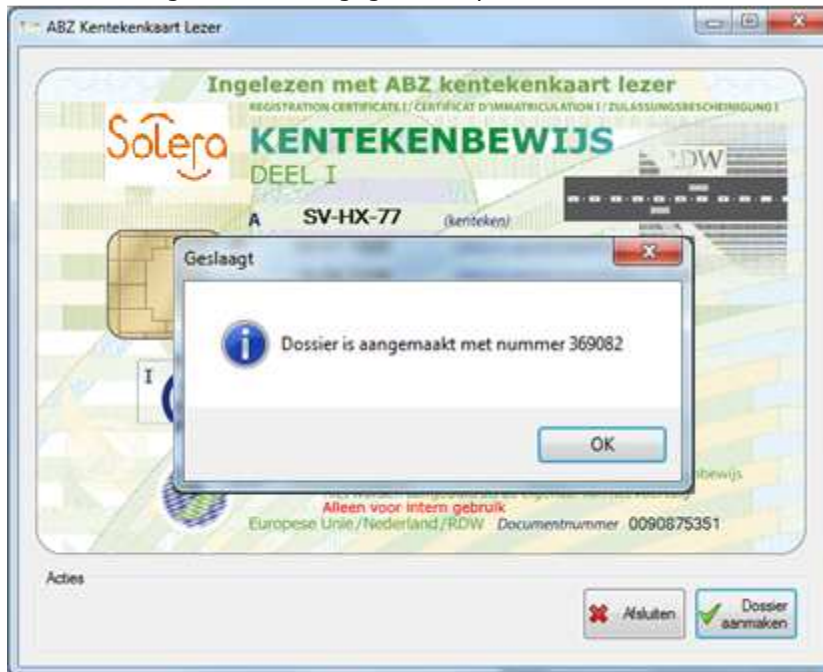 ABZ Kentekenkaart Lezer
Ingelezen met ABZ kentekenkaart lezer
REGISTRATION CERTIFICATE I / CERTIFICAT D'IMMATRICULATION I / ZULASSUNGSBESCHEINIGUNG I
Solera
KENTEKENBEWIJS
RDW
DEEL I
A SV-HX-77 (kenteken)
Geslaagt
Dossier is aangemaakt met nummer 369082
I
OK
Alleen voor intern gebruik
Europese Unie/Nederland/RDW Documentnummer 0090875351
Acties
Afsluiten
Dossier
aanmaken